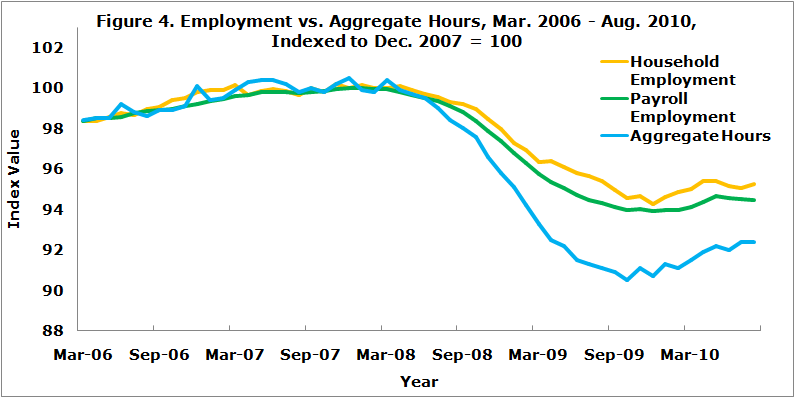 Figure 4. Employment vs. Aggregate Hours, Mar. 2006 - Aug. 2010,
Indexed to Dec. 2007 = 100
102
100
98
96
94
92
90
88
Index Value
Household
Employment
Payroll
Employment
Aggregate Hours
Mar-06 Sep-06 Mar-07 Sep-07 Mar-08 Sep-08 Mar-09 Sep-09 Mar-10
Year